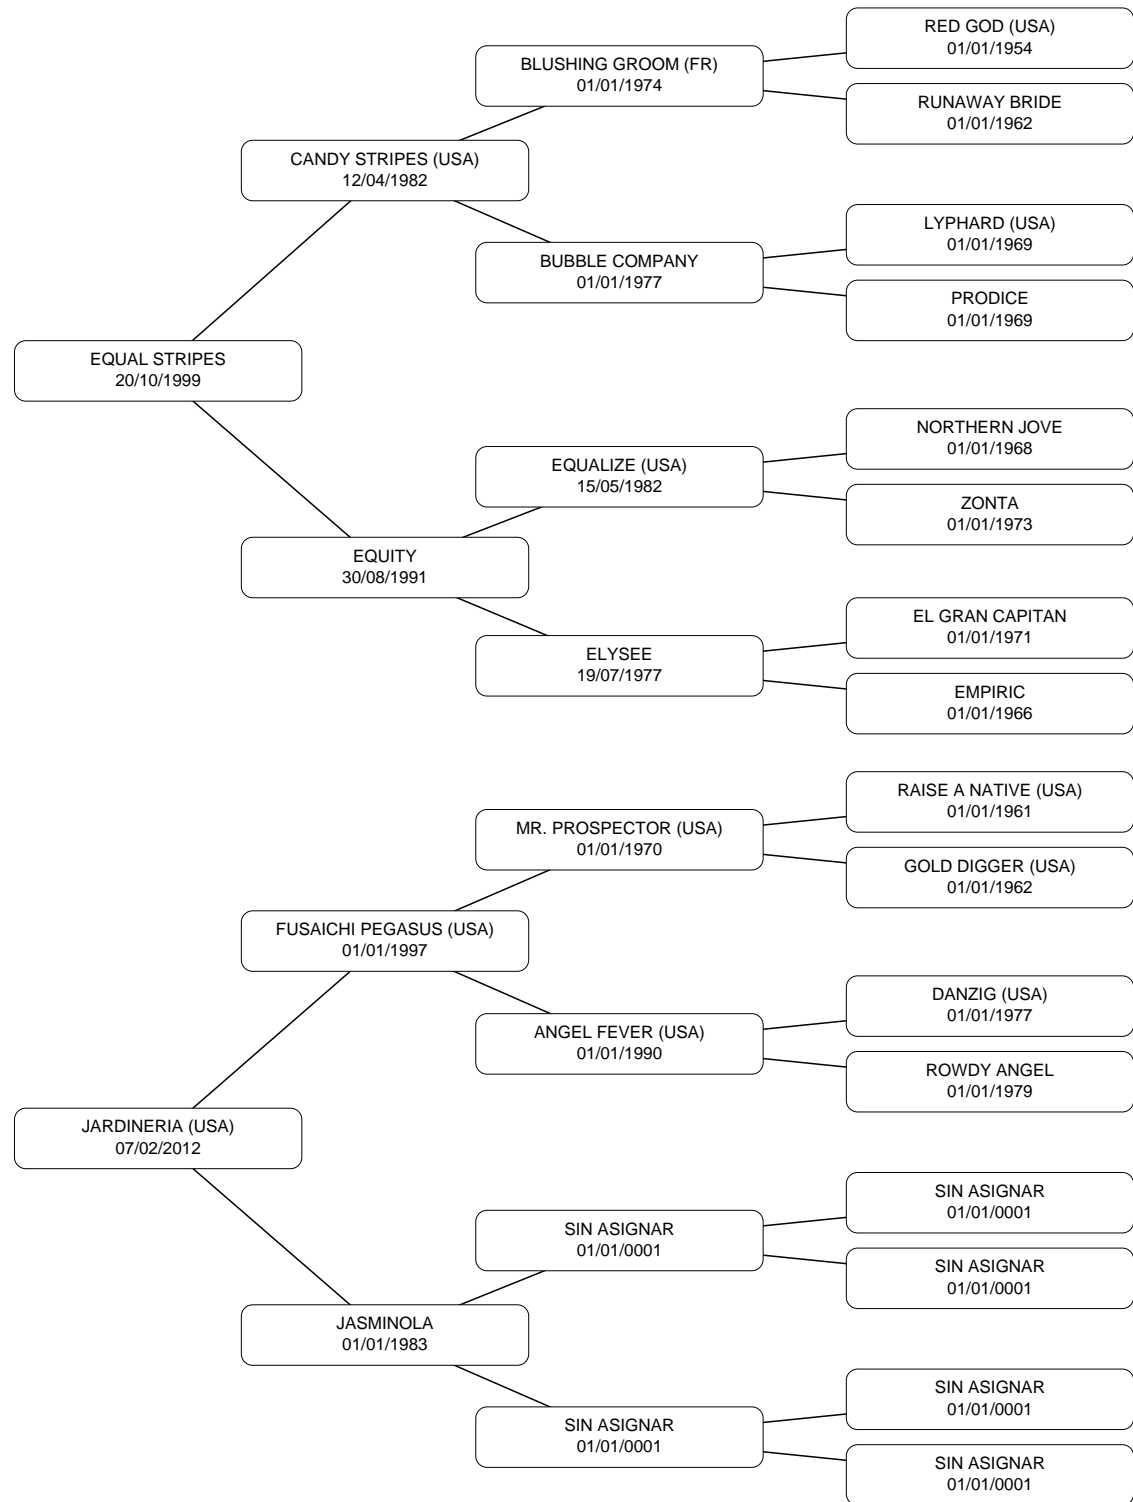 RED GOD (USA)
01/01/1954
BLUSHING GROOM (FR)
01/01/1974
RUNAWAY BRIDE
01/01/1962
CANDY STRIPES (USA)
12/04/1982
LYPHARD (USA)
01/01/1969
BUBBLE COMPANY
01/01/1977
PRODICE
01/01/1969
EQUAL STRIPES
20/10/1999
NORTHERN JOVE
01/01/1968
EQUALIZE (USA)
15/05/1982
ZONTA
01/01/1973
EQUITY
30/08/1991
EL GRAN CAPITAN
01/01/1971
ELYSEE
19/07/1977
EMPIRIC
01/01/1966
RAISE A NATIVE (USA)
01/01/1961
MR. PROSPECTOR (USA)
01/01/1970
GOLD DIGGER (USA)
01/01/1962
FUSAICHI PEGASUS (USA)
01/01/1997
DANZIG (USA)
01/01/1977
ANGEL FEVER (USA)
01/01/1990
ROWDY ANGEL
01/01/1979
JARDINERIA (USA)
07/02/2012
SIN ASIGNAR
01/01/0001
SIN ASIGNAR
01/01/0001
SIN ASIGNAR
01/01/0001
JASMINOLA
01/01/1983
SIN ASIGNAR
01/01/0001
SIN ASIGNAR
01/01/0001
SIN ASIGNAR
01/01/0001